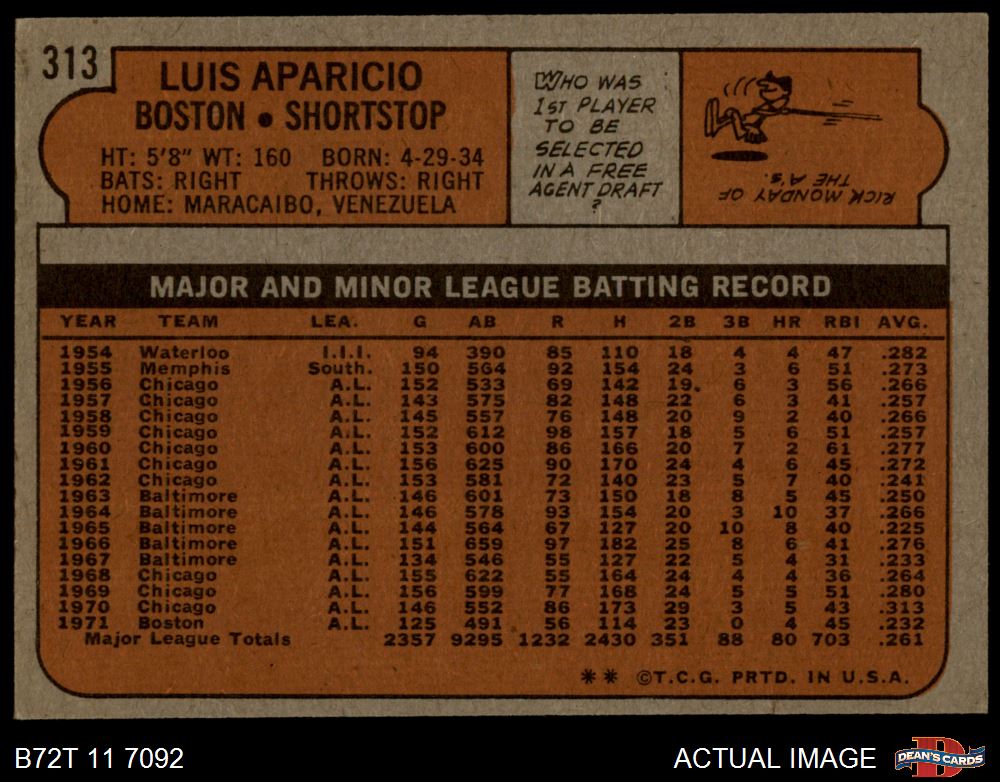 313
LUIS APARICIO
BOSTON • SHORTSTOP
HT: 5'8" WT: 160 BORN: 4-29-34
BATS: RIGHT THROWS: RIGHT
HOME: MARACAIBO, VENEZUELA
WHO WAS
1ST PLAYER
TO BE
SELECTED
IN A FREE
AGENT DRAFT
?
RICK MONDAY OF
THE A'S.
MAJOR AND MINOR LEAGUE BATTING RECORD
YEAR TEAM LEA. G AB R H 2B 3B HR RBI AVG.
1954 Waterloo I.I.I. 94 390 85 110 18 4 4 47 .282
1955 Memphis South. 150 564 92 154 24 3 6 51 .273
1956 Chicago A.L. 152 533 69 142 19 6 3 56 .266
1957 Chicago A.L. 143 575 82 148 22 6 3 41 .257
1958 Chicago A.L. 145 557 76 148 20 9 2 40 .266
1959 Chicago A.L. 152 612 98 157 18 5 6 51 .257
1960 Chicago A.L. 153 600 86 166 20 7 2 61 .277
1961 Chicago A.L. 156 625 90 170 24 4 6 45 .272
1962 Chicago A.L. 153 581 72 140 23 5 7 40 .241
1963 Baltimore A.L. 146 601 73 150 18 8 5 45 .250
1964 Baltimore A.L. 146 578 93 154 20 3 10 37 .266
1965 Baltimore A.L. 144 564 67 127 20 10 8 40 .225
1966 Baltimore A.L. 151 659 97 182 25 8 6 41 .276
1967 Baltimore A.L. 134 546 55 127 22 5 4 31 .233
1968 Chicago A.L. 155 622 55 164 24 4 4 36 .264
1969 Chicago A.L. 156 599 77 168 24 5 5 51 .280
1970 Chicago A.L. 146 552 86 173 29 3 5 43 .313
1971 Boston A.L. 125 491 56 114 23 0 4 45 .232
Major League Totals 2357 9295 1232 2430 351 88 80 703 .261
** ©T.C.G. PRTD. IN U.S.A.
B72T 11 7092
ACTUAL IMAGE
D
DEAN'S CARDS